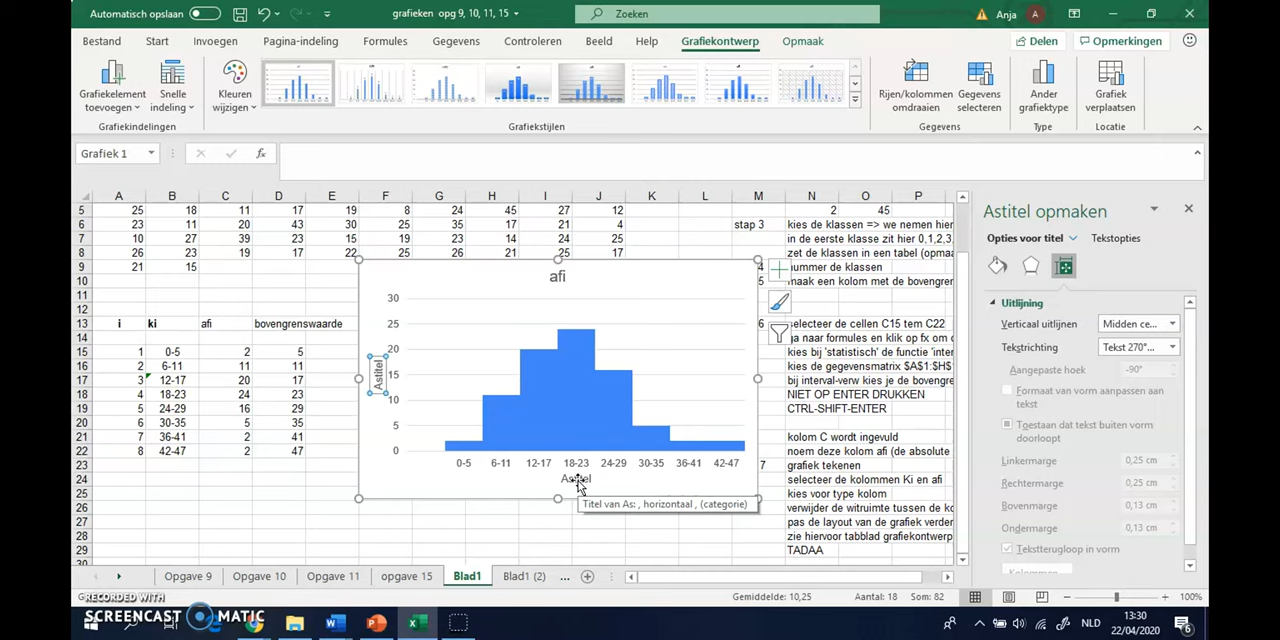 Automatisch opslaan
grafieken opg 9, 10, 11, 15
Zoeken
Anja
A
Bestand
Start
Invoegen
Pagina-indeling
Formules
Gegevens
Controleren
Beeld
Help
Grafiekontwerp
Opmaak
Delen
Opmerkingen
Grafiekelement toevoegen
Snelle indeling
Kleuren wijzigen
Rijen/kolommen omdraaien
Gegevens selecteren
Ander grafiektype
Grafiek verplaatsen
Grafiekindelingen
Grafiekstijlen
Gegevens
Type
Locatie
Grafiek 1
fx
A B C D E F G H I J K L M N O P
5 25 18 11 17 19 8 24 45 27 12 2 45
6 23 11 20 43 30 25 35 17 21 4 stap 3 kies de klassen => we nemen hier
7 10 27 39 23 15 19 23 14 24 25 in de eerste klasse zit hier 0,1,2,3,
8 26 23 19 17 22 25 26 21 25 17 zet de klassen in een tabel (opma
9 21 15 4 nummer de klassen
10 5 maak een kolom met de bovengren
11
12
13 i ki afi bovengrenswaarde 6 selecteer de cellen C15 tem C22
ga naar formules en klik op fx om d
15 1 0-5 2 5 kies bij 'statistisch' de functie 'inter
16 2 6-11 11 11 kies de gegevensmatrix $A$1:$H$
17 3 12-17 20 17 bij interval-verw kies je de bovengre
18 4 18-23 24 23 NIET OP ENTER DRUKKEN
19 5 24-29 16 29 CTRL-SHIFT-ENTER
20 6 30-35 5 35
21 7 36-41 2 41 kolom C wordt ingevuld
22 8 42-47 2 47 noem deze kolom afi (de absolute
23 7 grafiek tekenen
24 selecteer de kolommen Ki en afi
25 kies voor type kolom
26 verwijder de witruimte tussen de ko
27 pas de layout van de grafiek verder
28 zie hiervoor tabblad grafiekontwerp
29 TADAA
30
afi
30
25
20
15
10
5
0
Astitel
0-5 6-11 12-17 18-23 24-29 30-35 36-41 42-47
Titel van As: , horizontaal , (categorie)
Astitel opmaken
Opties voor titel
Tekstopties
Uitlijning
Verticaal uitlijnen
Midden ce...
Tekstrichting
Tekst 270°...
Aangepaste hoek
-90°
Formaat van vorm aanpassen aan tekst
Toestaan dat tekst buiten vorm doorloopt
Linkermarge 0,25 cm
Rechtermarge 0,25 cm
Bovenmarge 0,13 cm
Ondermarge 0,13 cm
Tekstterugloop in vorm
Kolommen
Opgave 9
Opgave 10
Opgave 11
opgave 15
Blad1
Blad1 (2)
...
Gemiddelde: 10,25
Aantal: 18
Som: 82
100%
RECORDED WITH
SCREENCAST MATIC
NLD
13:30
22/04/2020
6